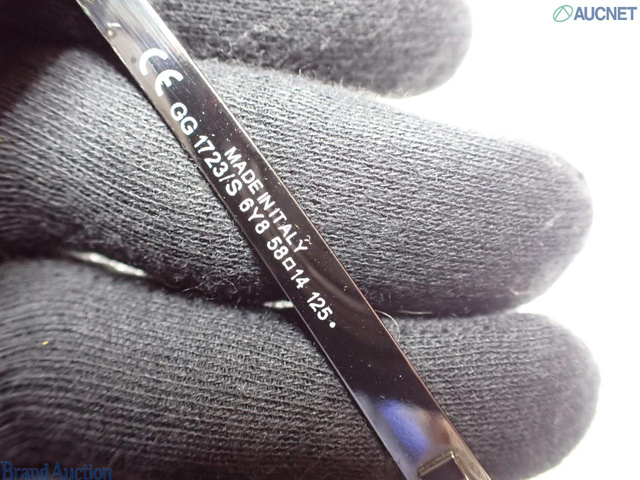 AUCNET
CE
MADE IN ITALY
GG 1723/S 6Y8 58□14 125
Brand Auction